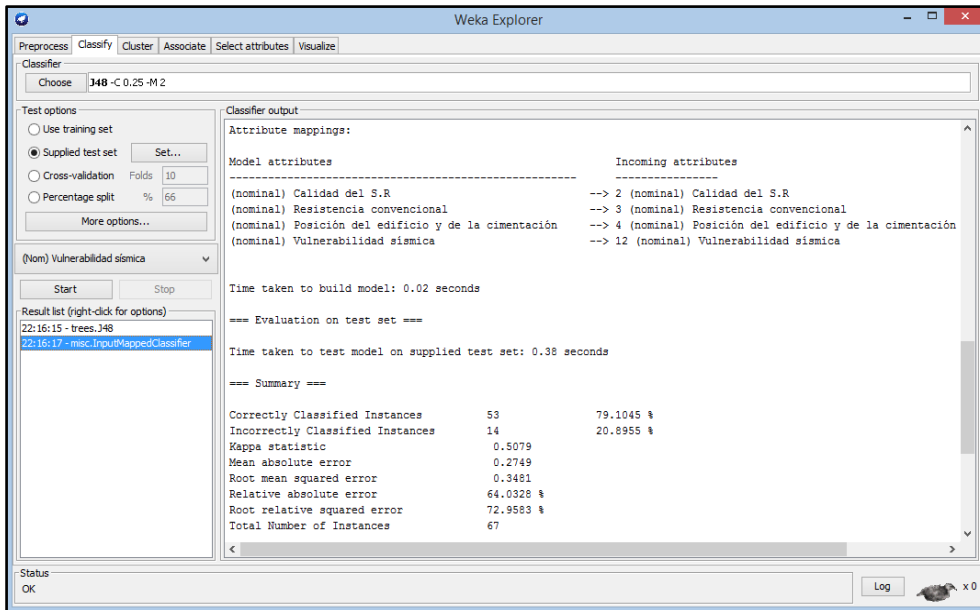 Weka Explorer
Preprocess Classify Cluster Associate Select attributes Visualize
Classifier
Choose J48 -C 0.25 -M 2
Test options
Use training set
Supplied test set Set...
Cross-validation Folds 10
Percentage split % 66
More options...
(Nom) Vulnerabilidad sísmica
Start Stop
Result list (right-click for options)
22:16:15 - trees.J48
22:16:17 - misc.InputMappedClassifier
Classifier output
Attribute mappings:
Model attributes Incoming attributes
------------------------------------------------------ ----------------
(nominal) Calidad del S.R --> 2 (nominal) Calidad del S.R
(nominal) Resistencia convencional --> 3 (nominal) Resistencia convencional
(nominal) Posición del edificio y de la cimentación --> 4 (nominal) Posición del edificio y de la cimentación
(nominal) Vulnerabilidad sísmica --> 12 (nominal) Vulnerabilidad sísmica
Time taken to build model: 0.02 seconds
=== Evaluation on test set ===
Time taken to test model on supplied test set: 0.38 seconds
=== Summary ===
Correctly Classified Instances 53 79.1045 %
Incorrectly Classified Instances 14 20.8955 %
Kappa statistic 0.5079
Mean absolute error 0.2749
Root mean squared error 0.3481
Relative absolute error 64.0328 %
Root relative squared error 72.9583 %
Total Number of Instances 67
Status
OK
Log x 0